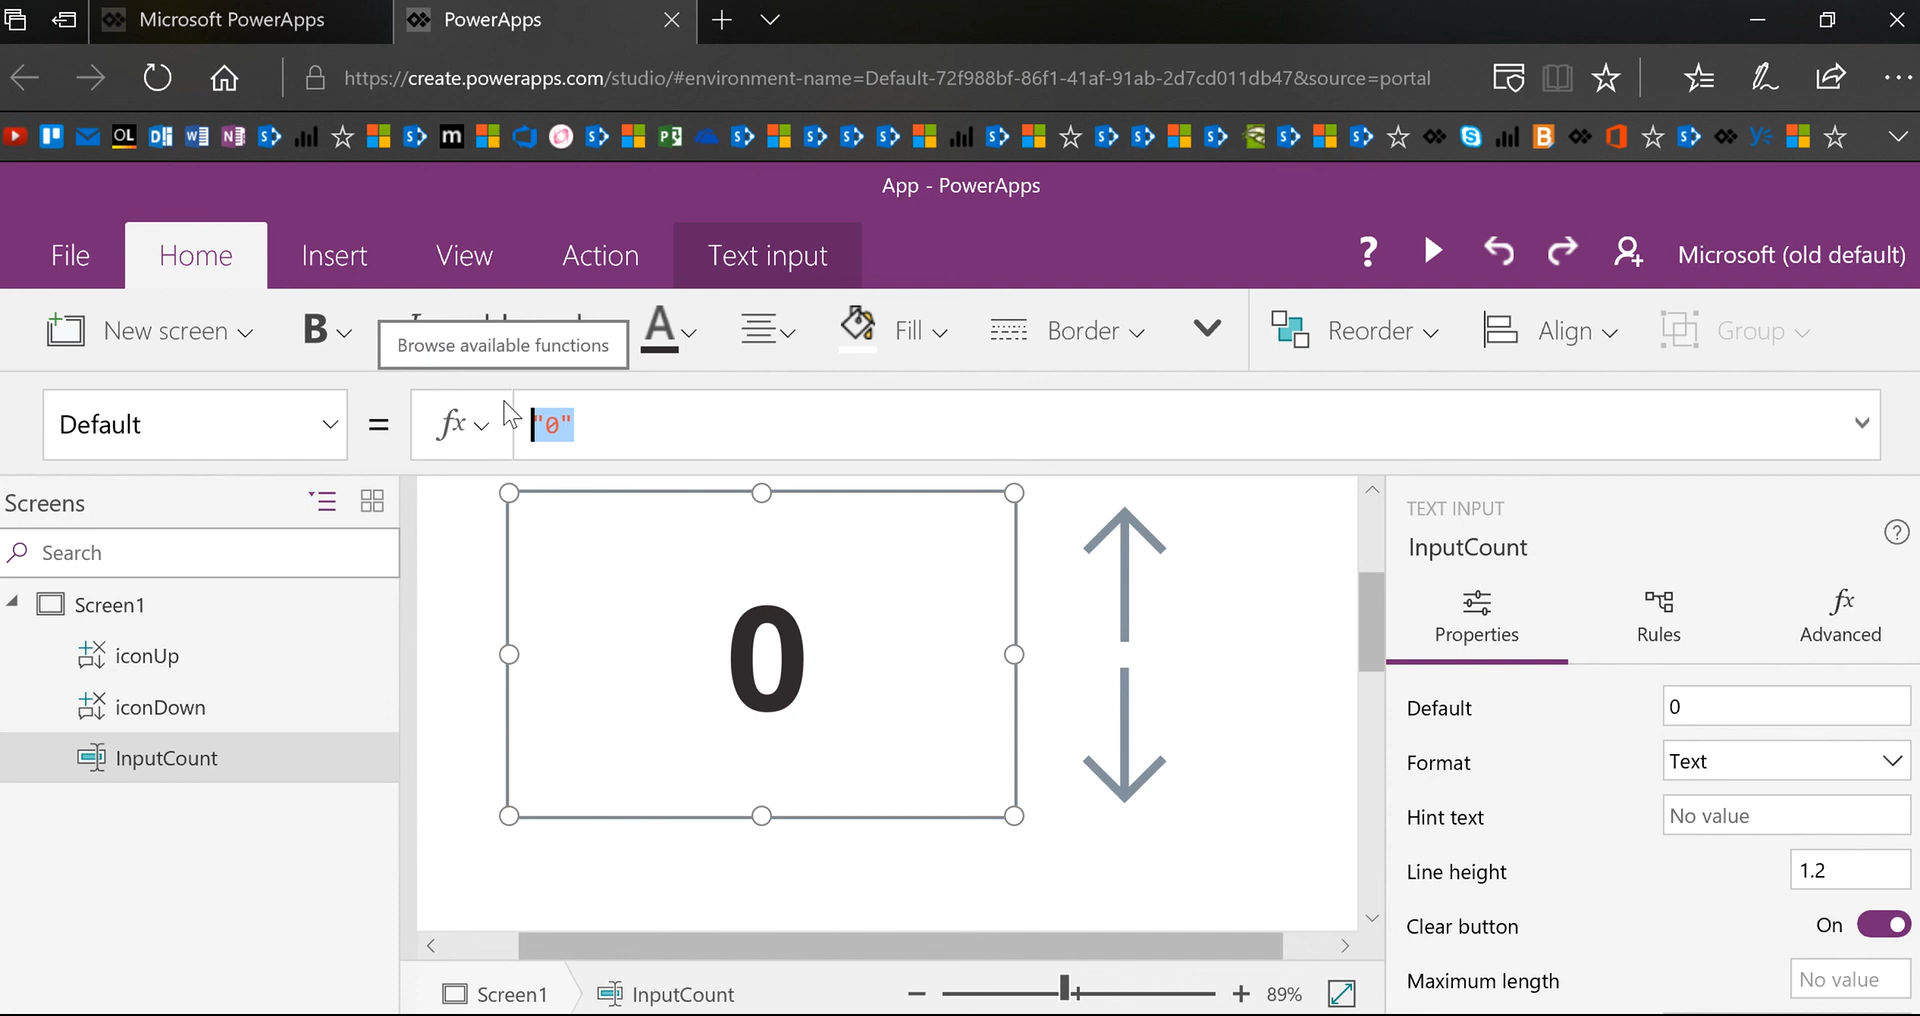 Microsoft PowerApps
PowerApps
https://create.powerapps.com/studio/#environment-name=Default-72f988bf-86f1-41af-91ab-2d7cd011db47&source=portal
App - PowerApps
File
Home
Insert
View
Action
Text input
?
Microsoft (old default)
New screen
B
Browse available functions
A
Fill
Border
Reorder
Align
Group
Default
=
fx
"0"
Screens
Search
Screen1
iconUp
iconDown
InputCount
0
TEXT INPUT
InputCount
?
Properties
Rules
fx
Advanced
Default
0
Format
Text
Hint text
No value
Line height
1.2
Clear button
On
Maximum length
No value
Screen1
InputCount
89%